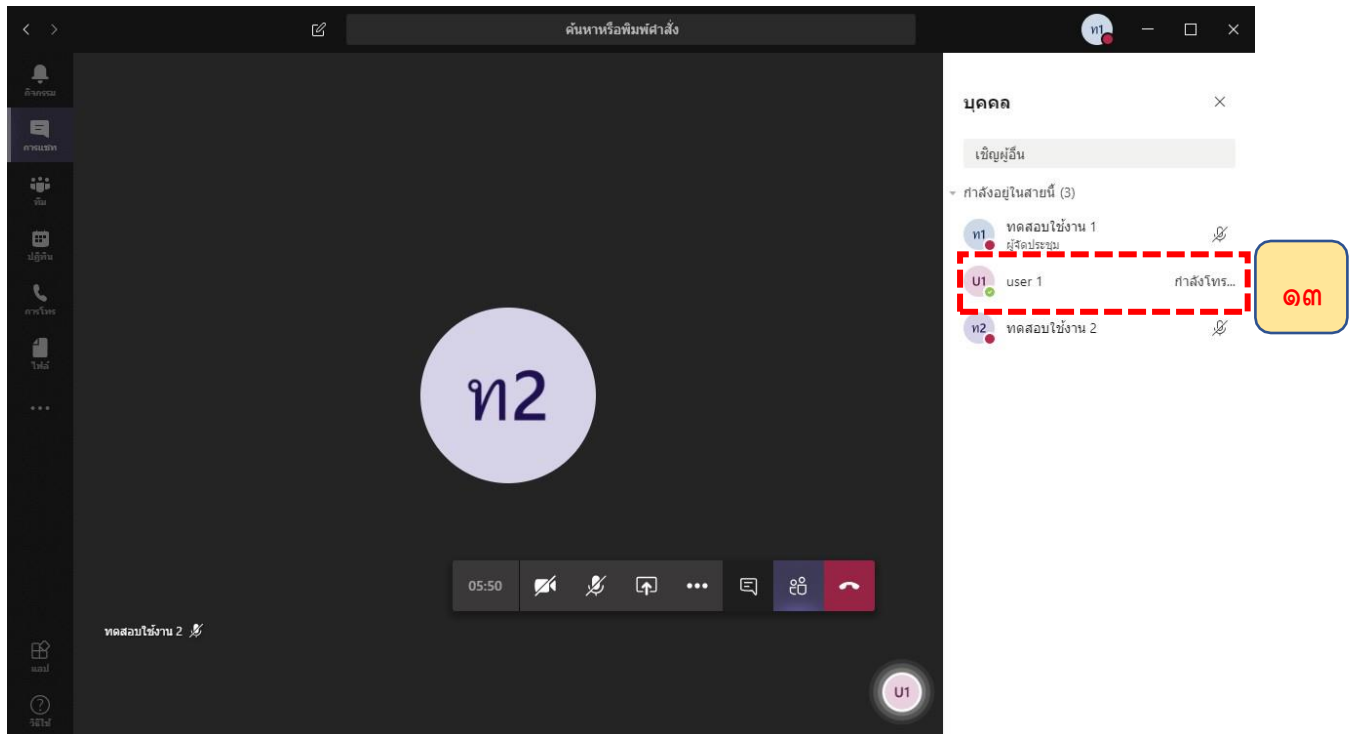 ค้นหาหรือพิมพ์คำสั่ง
ท1
กิจกรรม
การแชท
ทีม
ปฏิทิน
การโทร
ไฟล์
แอป
วิธีใช้
ท2
05:50
ทดสอบใช้งาน 2
U1
บุคคล
เชิญผู้อื่น
กำลังอยู่ในสายนี้ (3)
ท1 ทดสอบใช้งาน 1
ผู้จัดประชุม
U1 user 1 กำลังโทร...
ท2 ทดสอบใช้งาน 2
๑๓